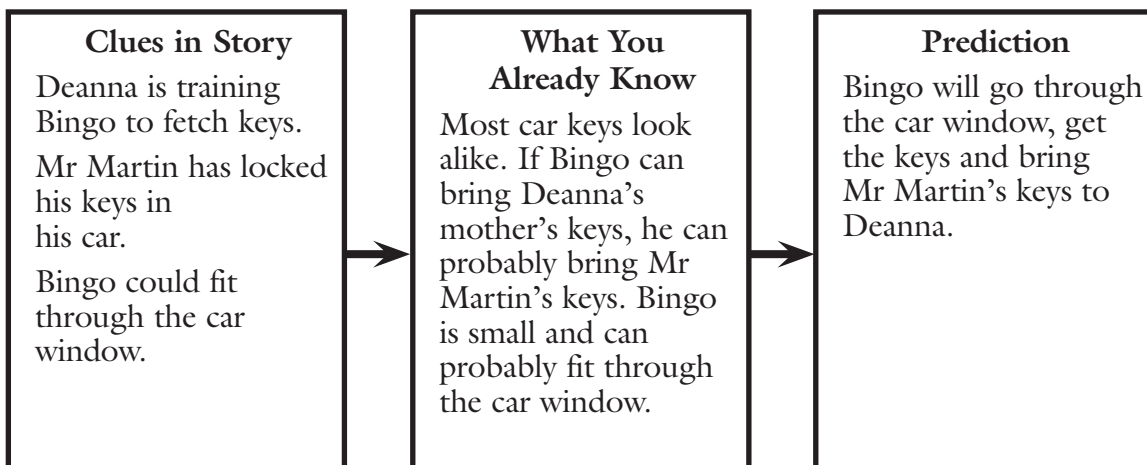 Clues in Story
Deanna is training
Bingo to fetch keys.
Mr Martin has locked
his keys in
his car.
Bingo could fit
through the car
window.
What You
Already Know
Most car keys look
alike. If Bingo can
bring Deanna’s
mother’s keys, he can
probably bring Mr
Martin’s keys. Bingo
is small and can
probably fit through
the car window.
Prediction
Bingo will go through
the car window, get
the keys and bring
Mr Martin’s keys to
Deanna.